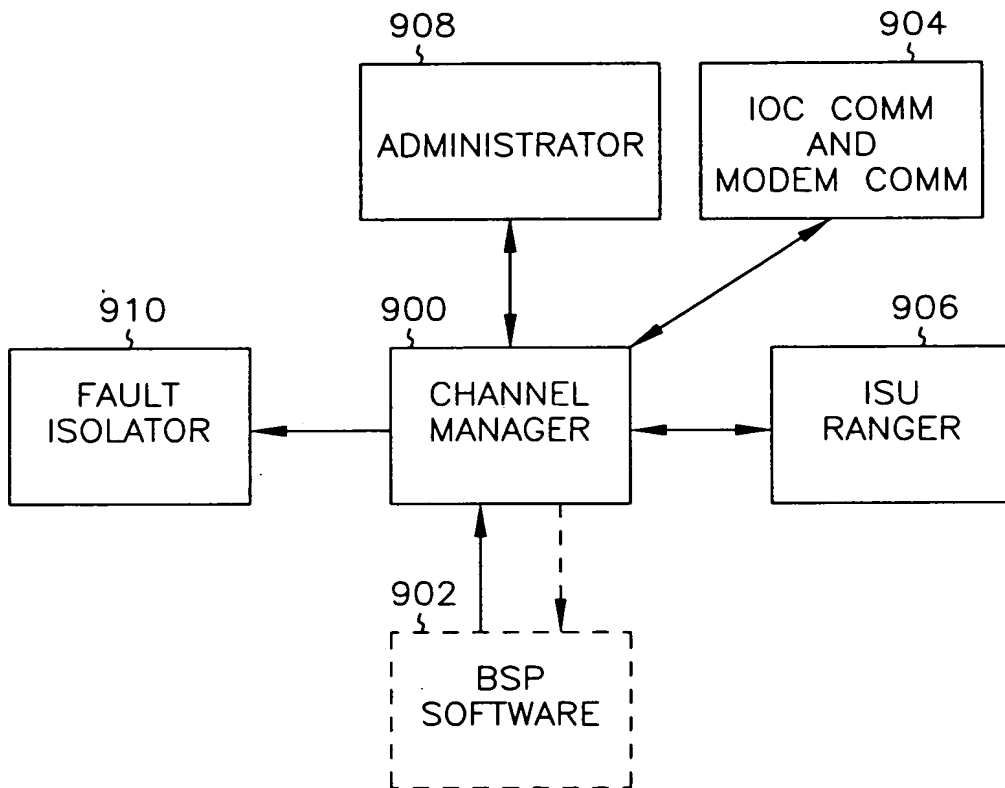 908
ADMINISTRATOR
904
IOC COMM
AND
MODEM COMM
910
FAULT
ISOLATOR
900
CHANNEL
MANAGER
906
ISU
RANGER
902
BSP
SOFTWARE